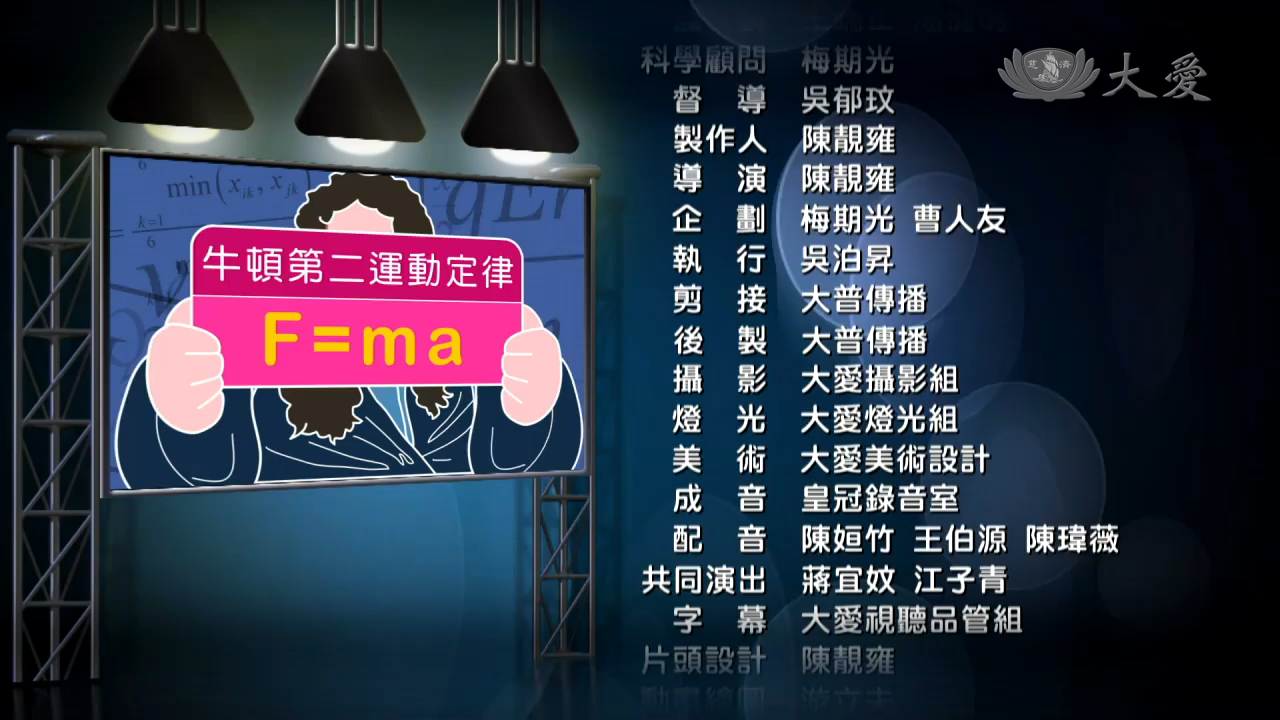 大愛
牛頓第二運動定律
F=ma
科學顧問 梅期光
督導 吳郁玟
製作人 陳靚雍
導演 陳靚雍
企劃 梅期光 曹人友
執行 吳泊昇
剪接 大普傳播
後製 大普傳播
攝影 大愛攝影組
燈光 大愛燈光組
美術 大愛美術設計
成音 皇冠錄音室
配音 陳姮竹 王伯源 陳瑋薇
共同演出 蔣宜妏 江子青
字幕 大愛視聽品管組
片頭設計 陳靚雍